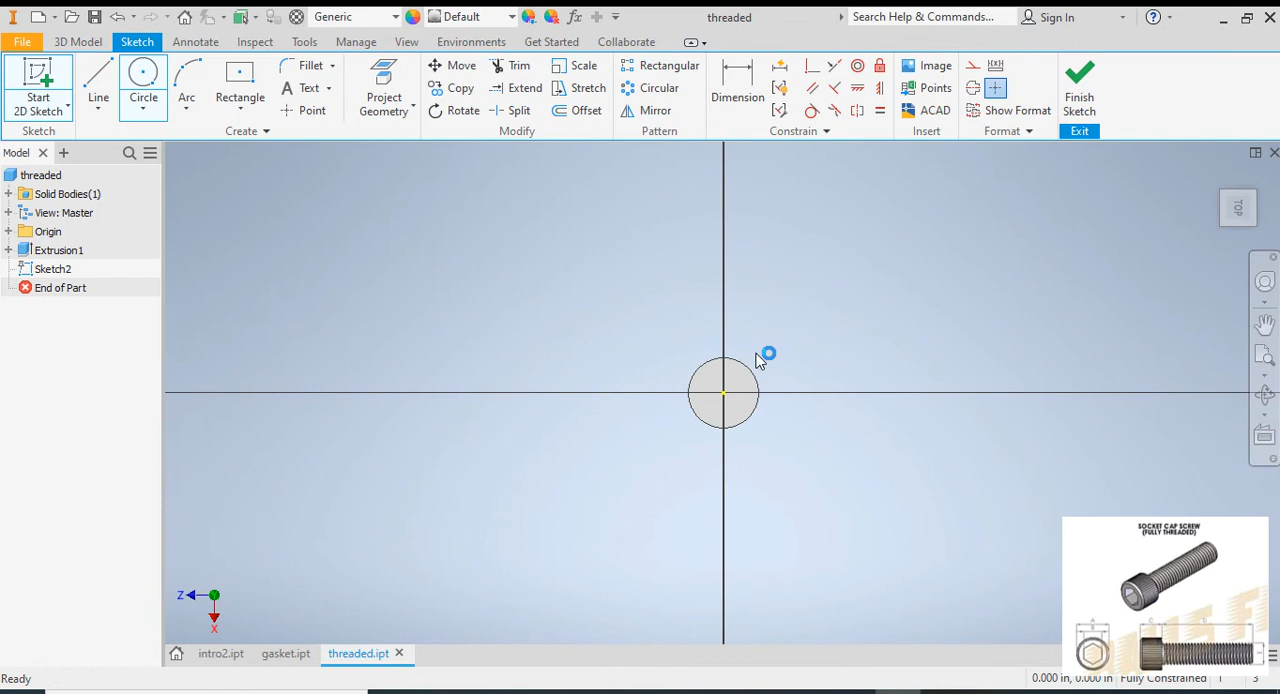 Generic
Default
threaded
Search Help & Commands...
Sign In
File
3D Model
Sketch
Annotate
Inspect
Tools
Manage
View
Environments
Get Started
Collaborate
Start
2D Sketch
Line
Circle
Arc
Rectangle
Fillet
Text
Point
Project
Geometry
Move
Copy
Rotate
Trim
Extend
Split
Scale
Stretch
Offset
Rectangular
Circular
Mirror
Dimension
Image
Points
ACAD
Show Format
Finish
Sketch
Sketch
Create
Modify
Pattern
Constrain
Insert
Format
Exit
Model
threaded
Solid Bodies(1)
View: Master
Origin
Extrusion1
Sketch2
End of Part
TOP
Z
X
SOCKET CAP SCREW
(FULLY THREADED)
A
C
D
intro2.ipt
gasket.ipt
threaded.ipt
Ready
0.000 in, 0.000 in
Fully Constrained
1
3